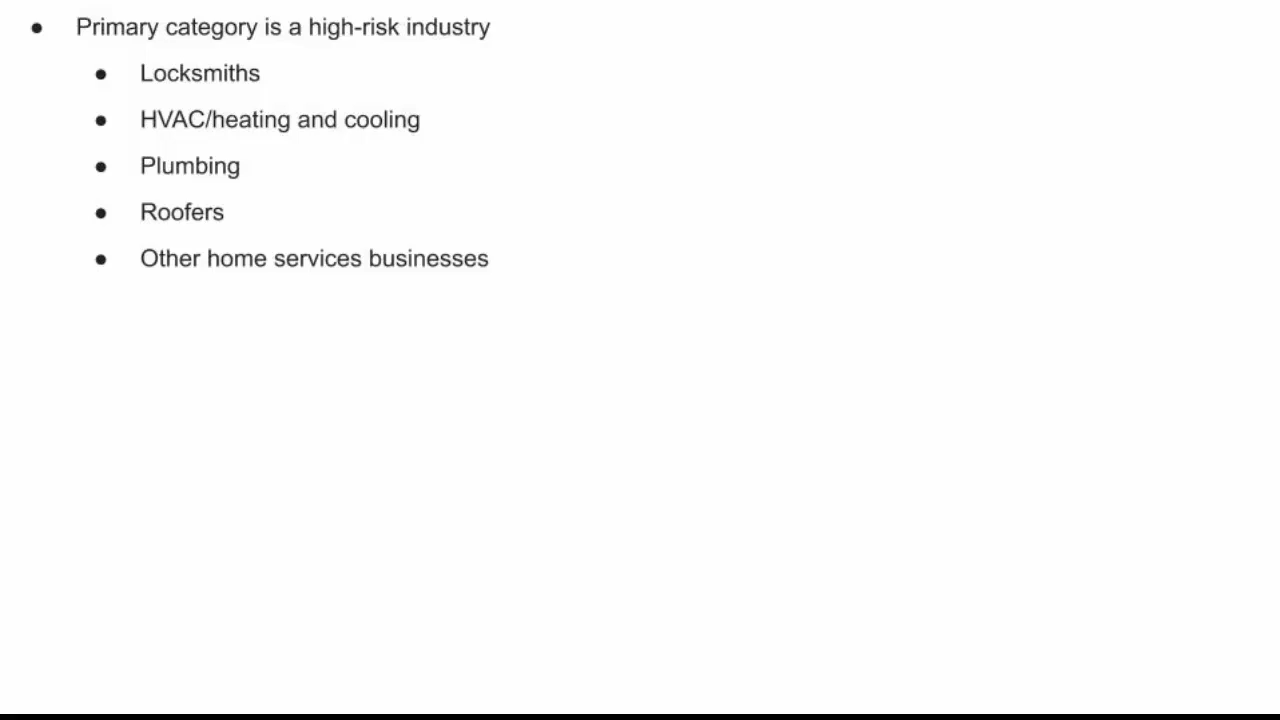 ● Primary category is a high-risk industry
● Locksmiths
● HVAC/heating and cooling
● Plumbing
● Roofers
● Other home services businesses